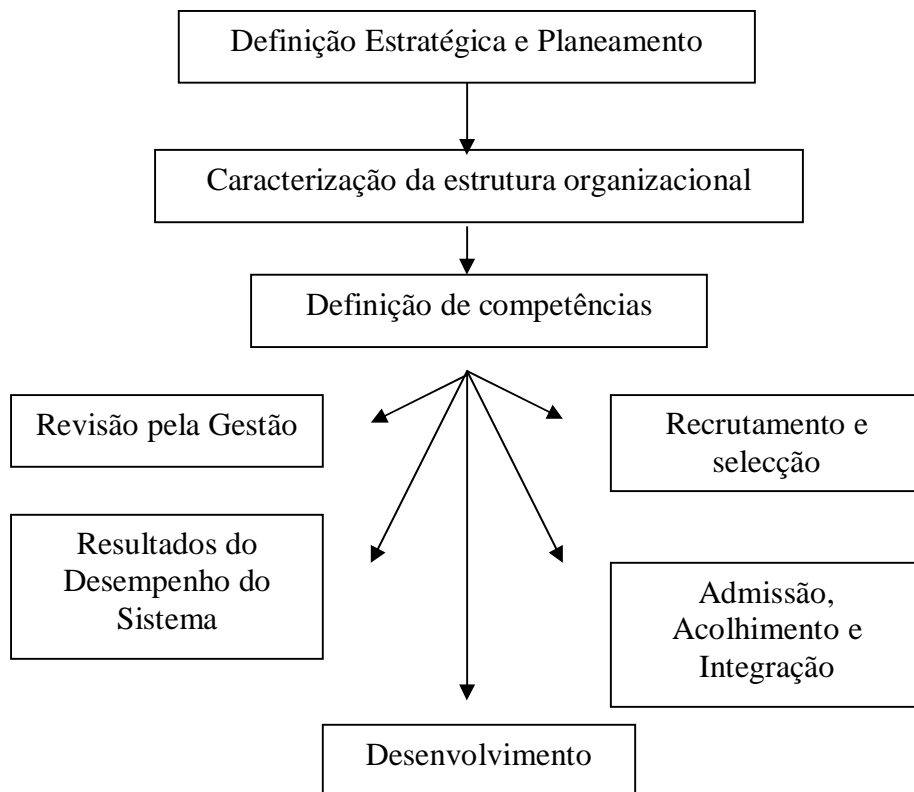 Definição Estratégica e Planeamento
Caracterização da estrutura organizacional
Definição de competências
Revisão pela Gestão
Recrutamento e
selecção
Resultados do
Desempenho do
Sistema
Admissão,
Acolhimento e
Integração
Desenvolvimento